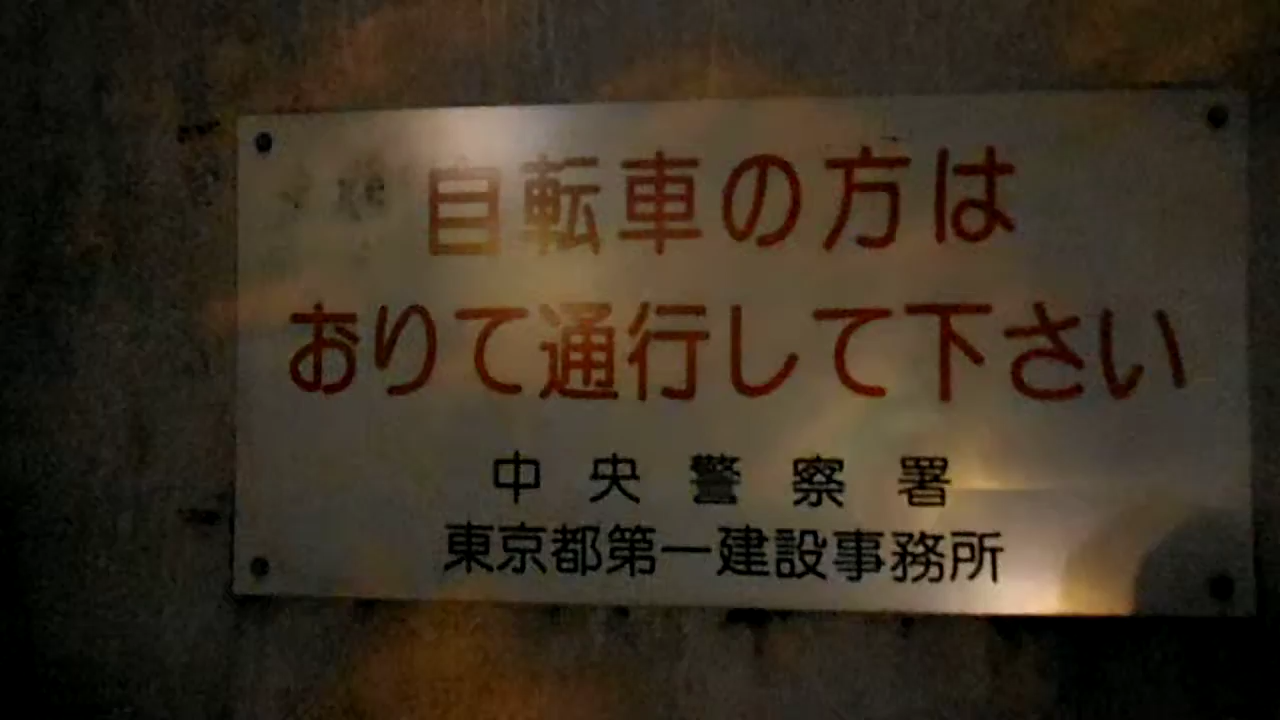 自転車の方は
おりて通行して下さい
中央警察署
東京都第一建設事務所